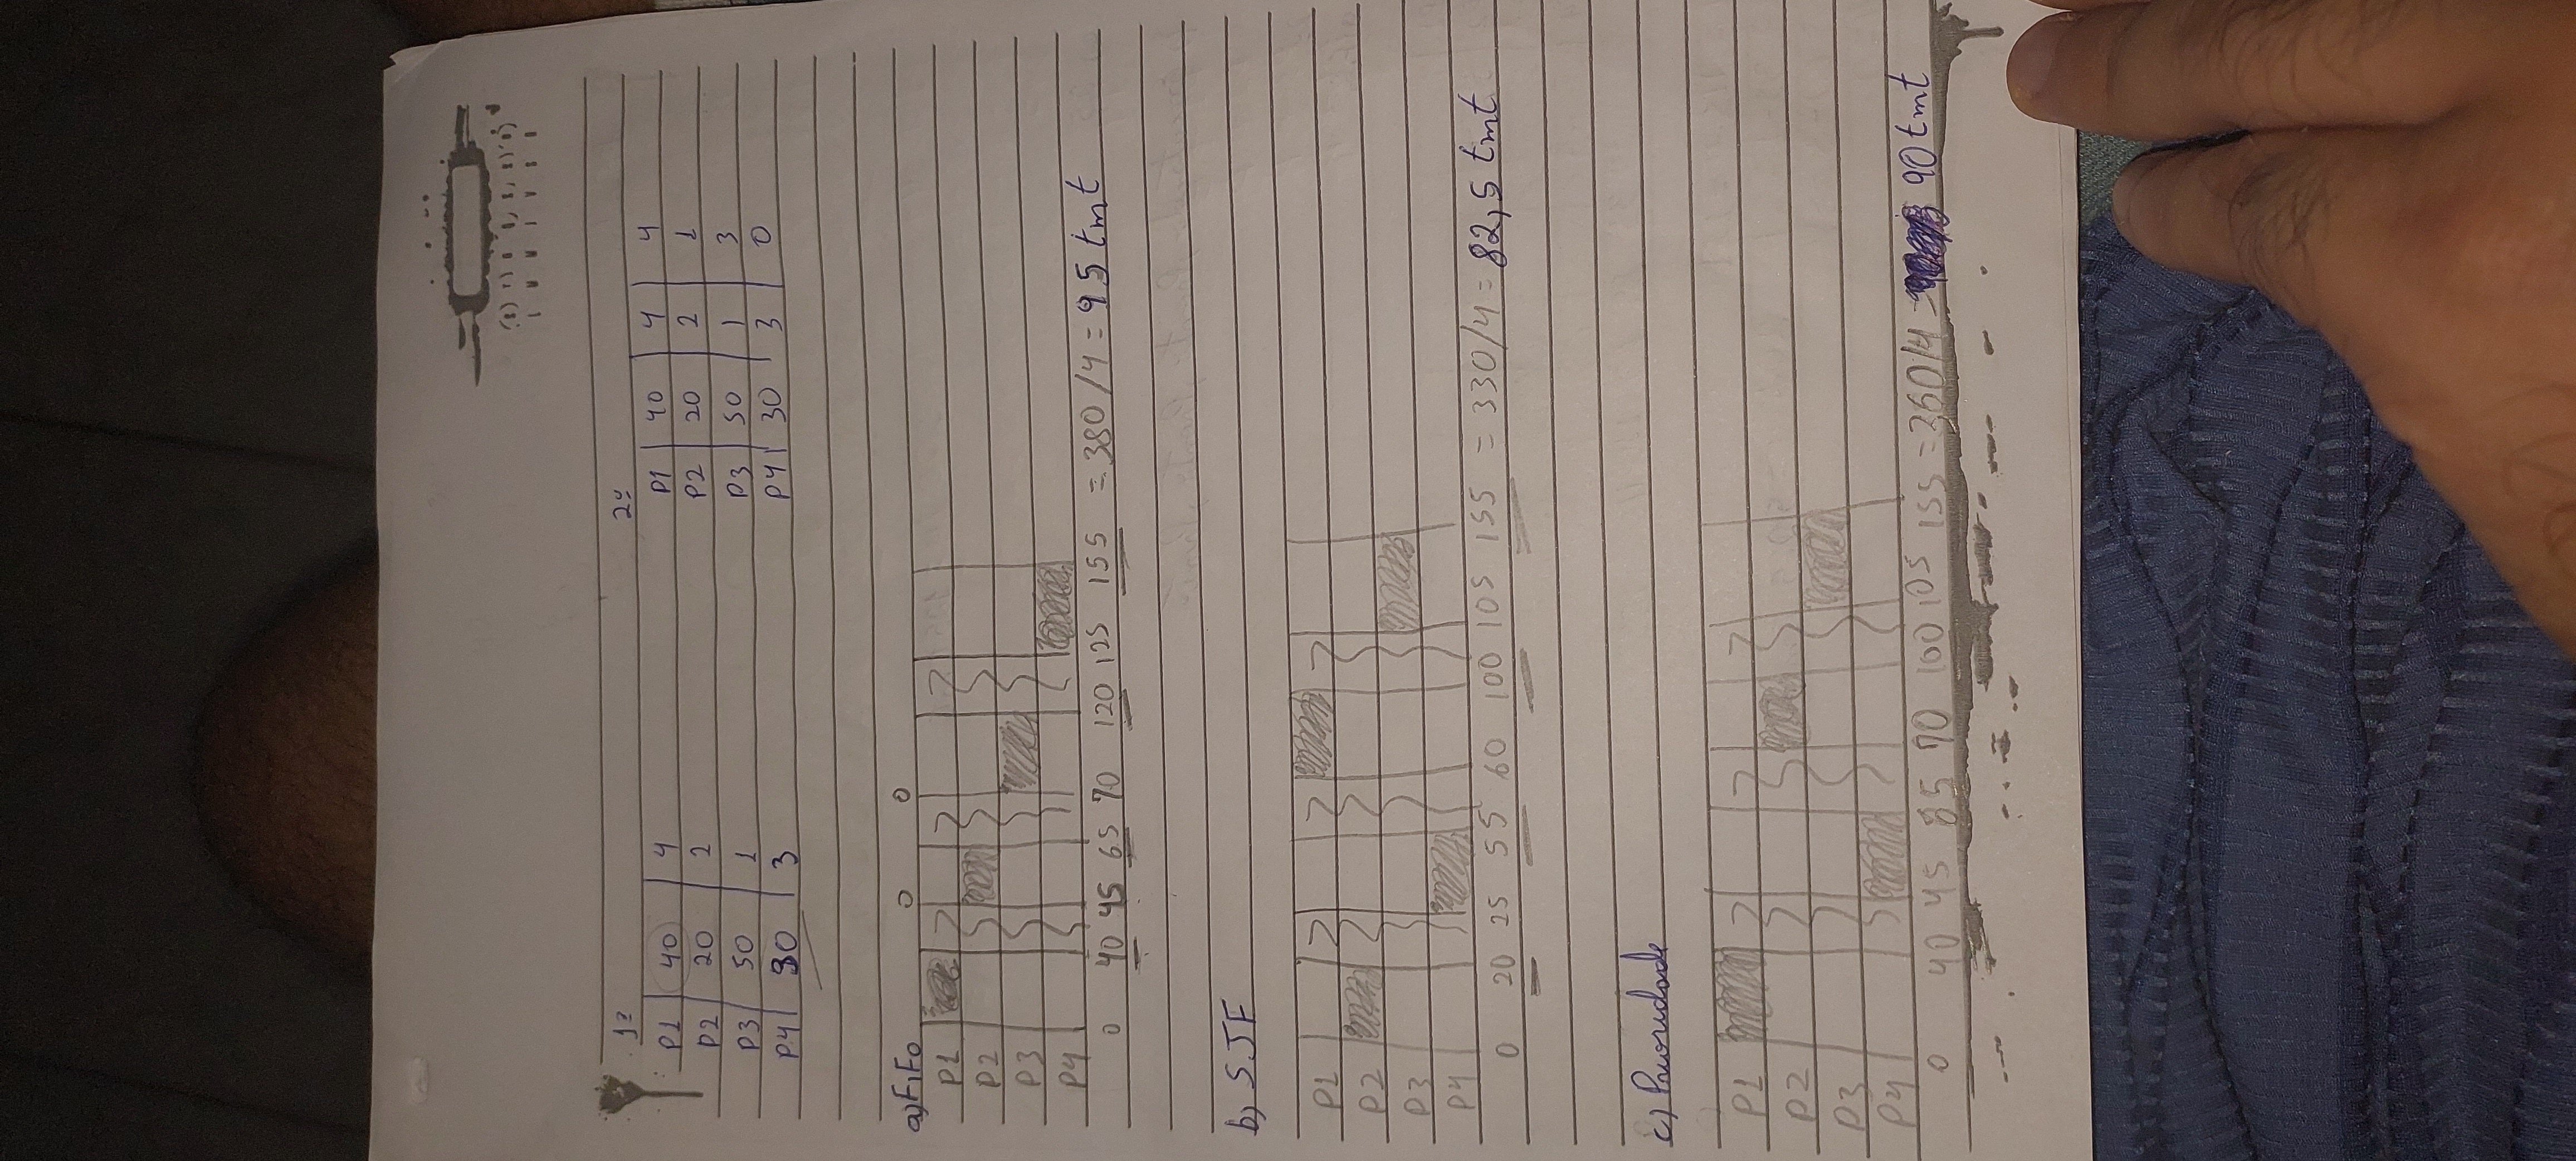 1º 2º
P1 40 4 P1 40 4 4
P2 20 2 P2 20 2 1
P3 50 1 P3 50 1 3
P4 30 3 P4 30 3 0
a) FiFo 0 0
P1
P2
P3
P4
0 40 45 65 70 120 125 155 = 380/4 = 95 tmt
b) SJF
P1
P2
P3
P4
0 20 25 55 60 100 105 155 = 330/4 = 82,5 tmt
c) Prioridade
P1
P2
P3
P4
0 40 45 85 70 100 105 155 = 360/4 = 90 tmt